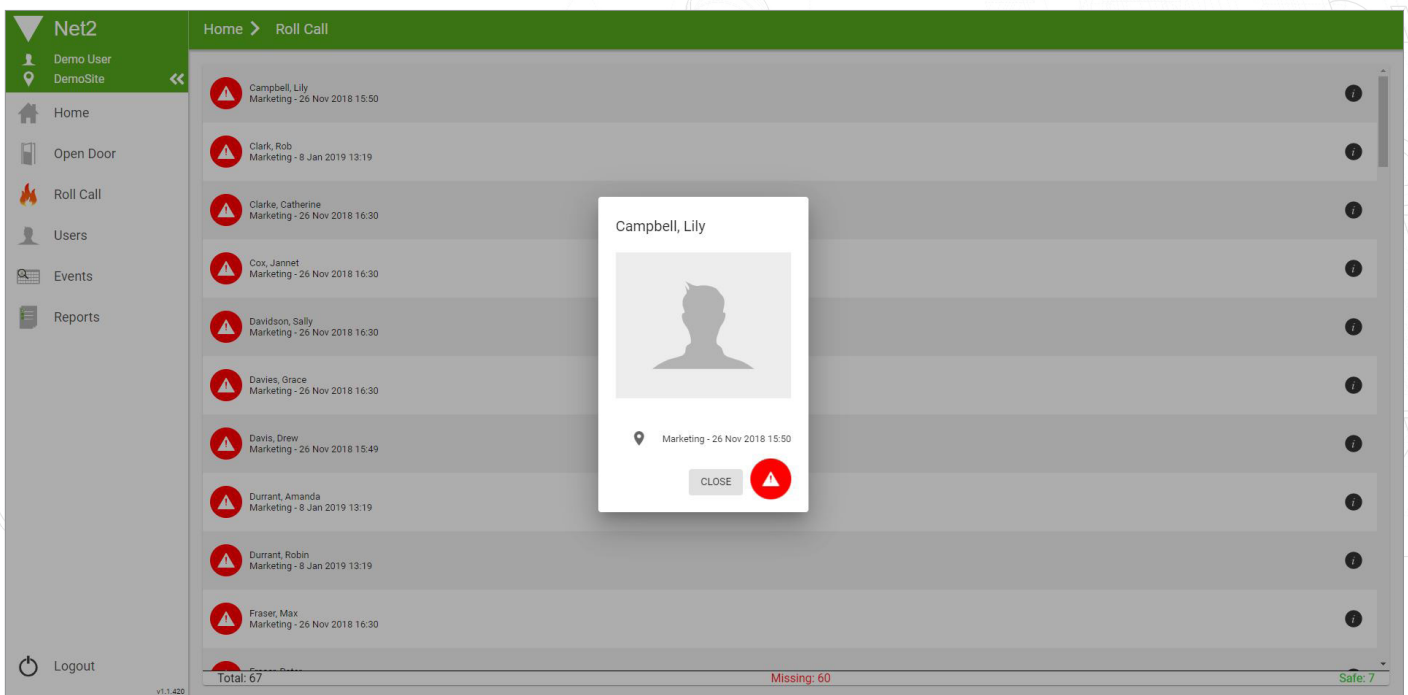 Net2
Demo User
DemoSite
Home
Open Door
Roll Call
Users
Events
Reports
Logout
v1.1.420
Home > Roll Call
Campbell, Lily
Marketing - 26 Nov 2018 15:50
Clark, Rob
Marketing - 8 Jan 2019 13:19
Clarke, Catherine
Marketing - 26 Nov 2018 16:30
Cox, Jannet
Marketing - 26 Nov 2018 16:30
Davidson, Sally
Marketing - 26 Nov 2018 16:30
Davies, Grace
Marketing - 26 Nov 2018 16:30
Davis, Drew
Marketing - 26 Nov 2018 15:49
Durrant, Amanda
Marketing - 8 Jan 2019 13:19
Durrant, Robin
Marketing - 8 Jan 2019 13:19
Fraser, Max
Marketing - 26 Nov 2018 16:30
Total: 67
Missing: 60
Safe: 7
Campbell, Lily
Marketing - 26 Nov 2018 15:50
CLOSE